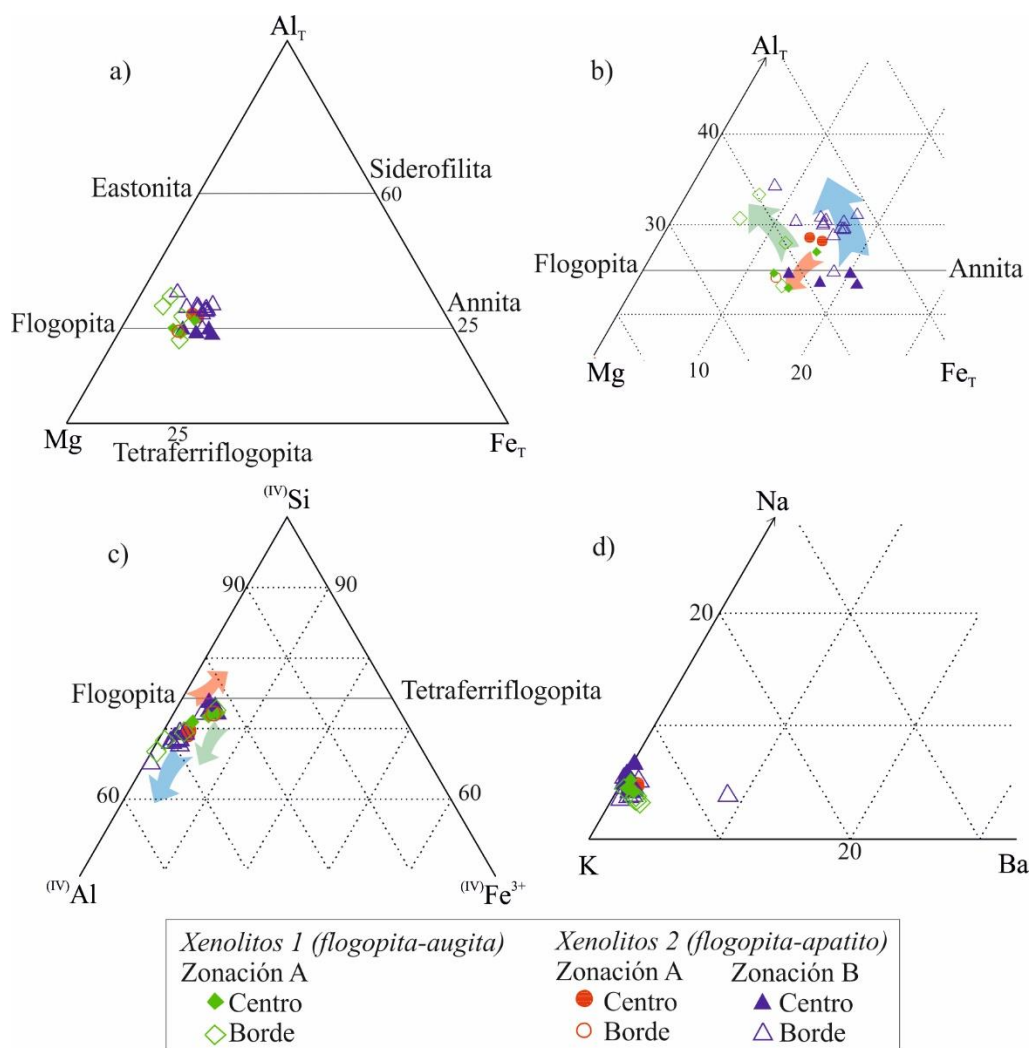 Al_T
a)
Siderofilita
Eastonita
60
Annita
Flogopita
25
Mg
25
Fe_T
Tetraferriflogopita
Al_T
b)
40
30
Flogopita
Annita
Mg
10
20
Fe_T
(IV)Si
c)
90
90
Flogopita
Tetraferriflogopita
60
60
(IV)Al
(IV)Fe3+
Na
d)
20
K
20
Ba
Xenolitos 1 (flogopita-augita)
Zonación A
Centro
Borde
Xenolitos 2 (flogopita-apatito)
Zonación A
Zonación B
Centro
Centro
Borde
Borde